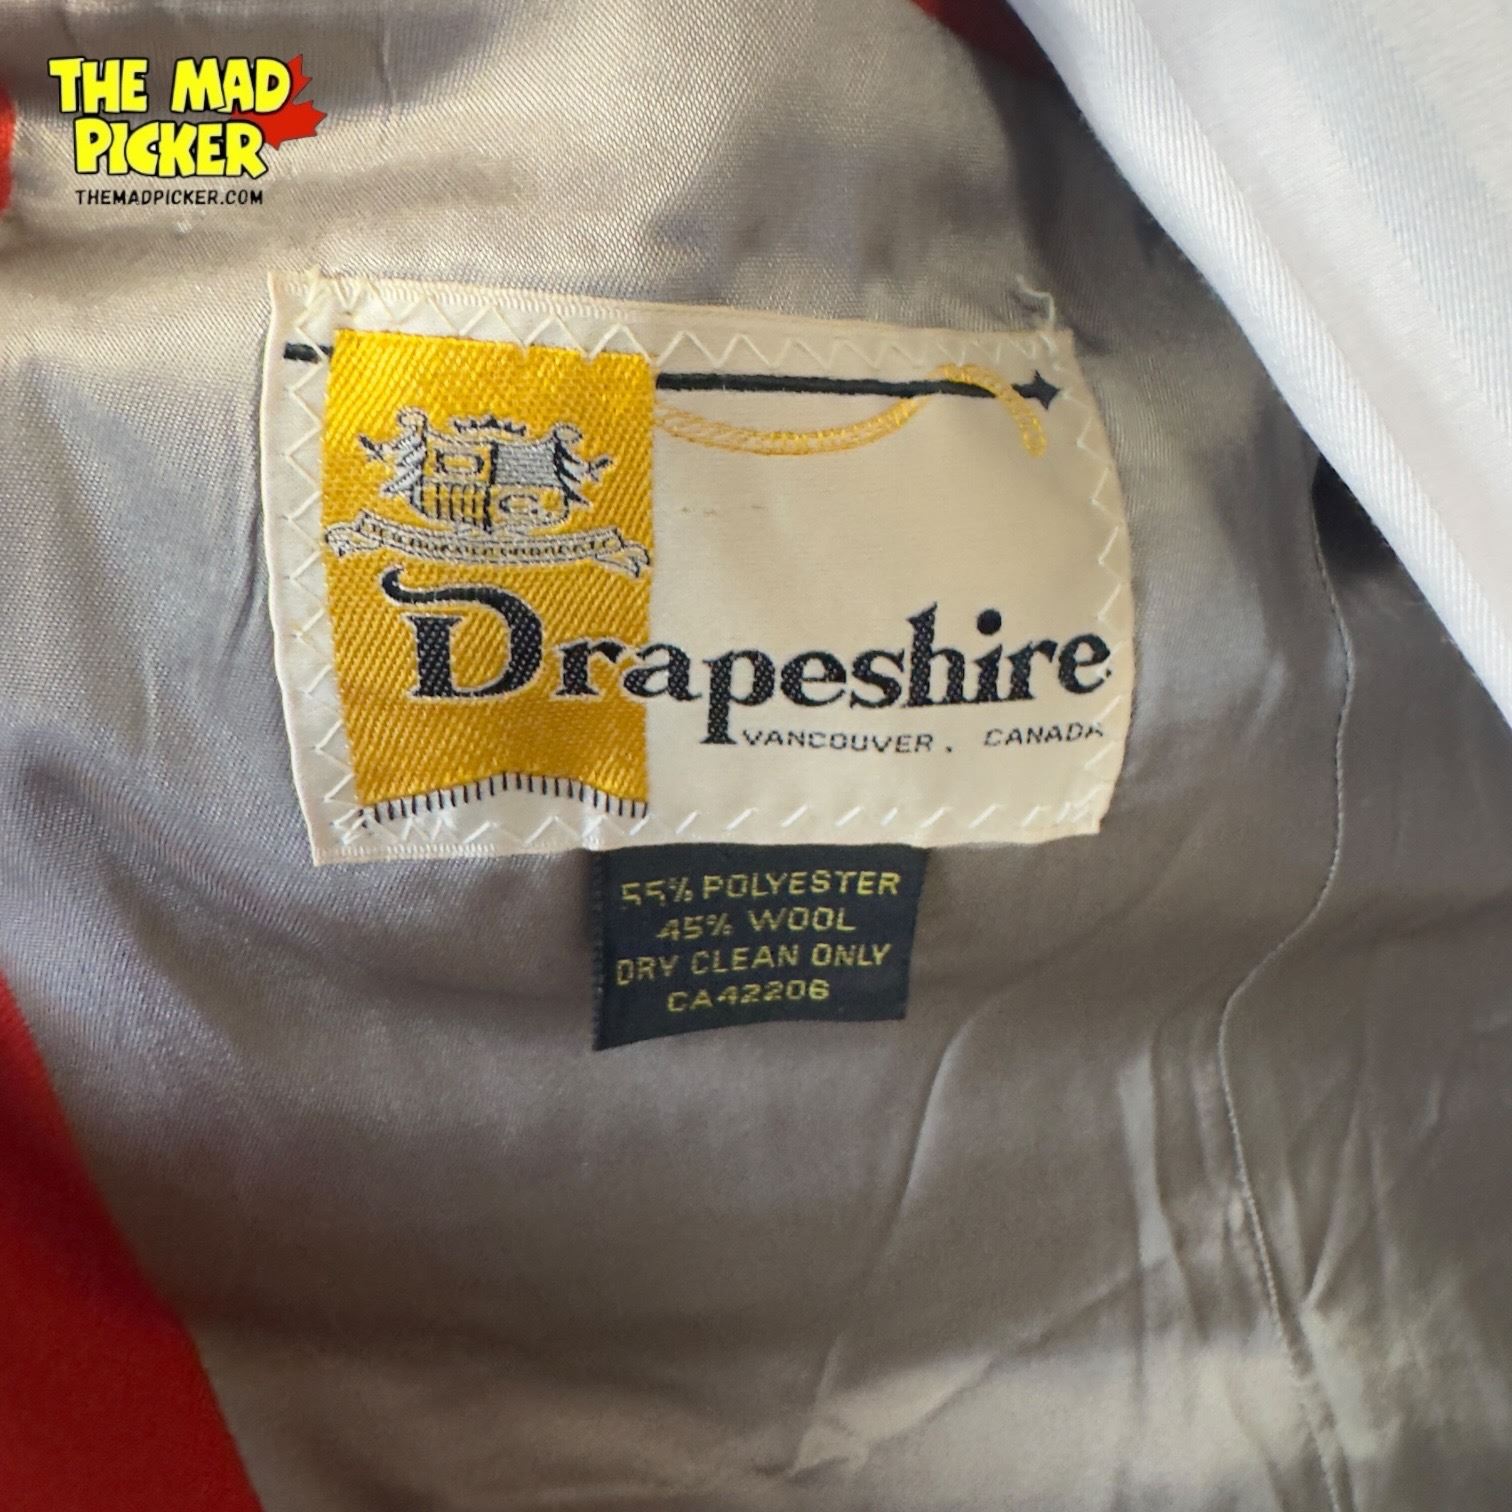 THE MAD
PICKER
THEMADPICKER.COM
D
C
Drapeshire
VANCOUVER, CANADA
55% POLYESTER
45% WOOL
DRY CLEAN ONLY
CA42206